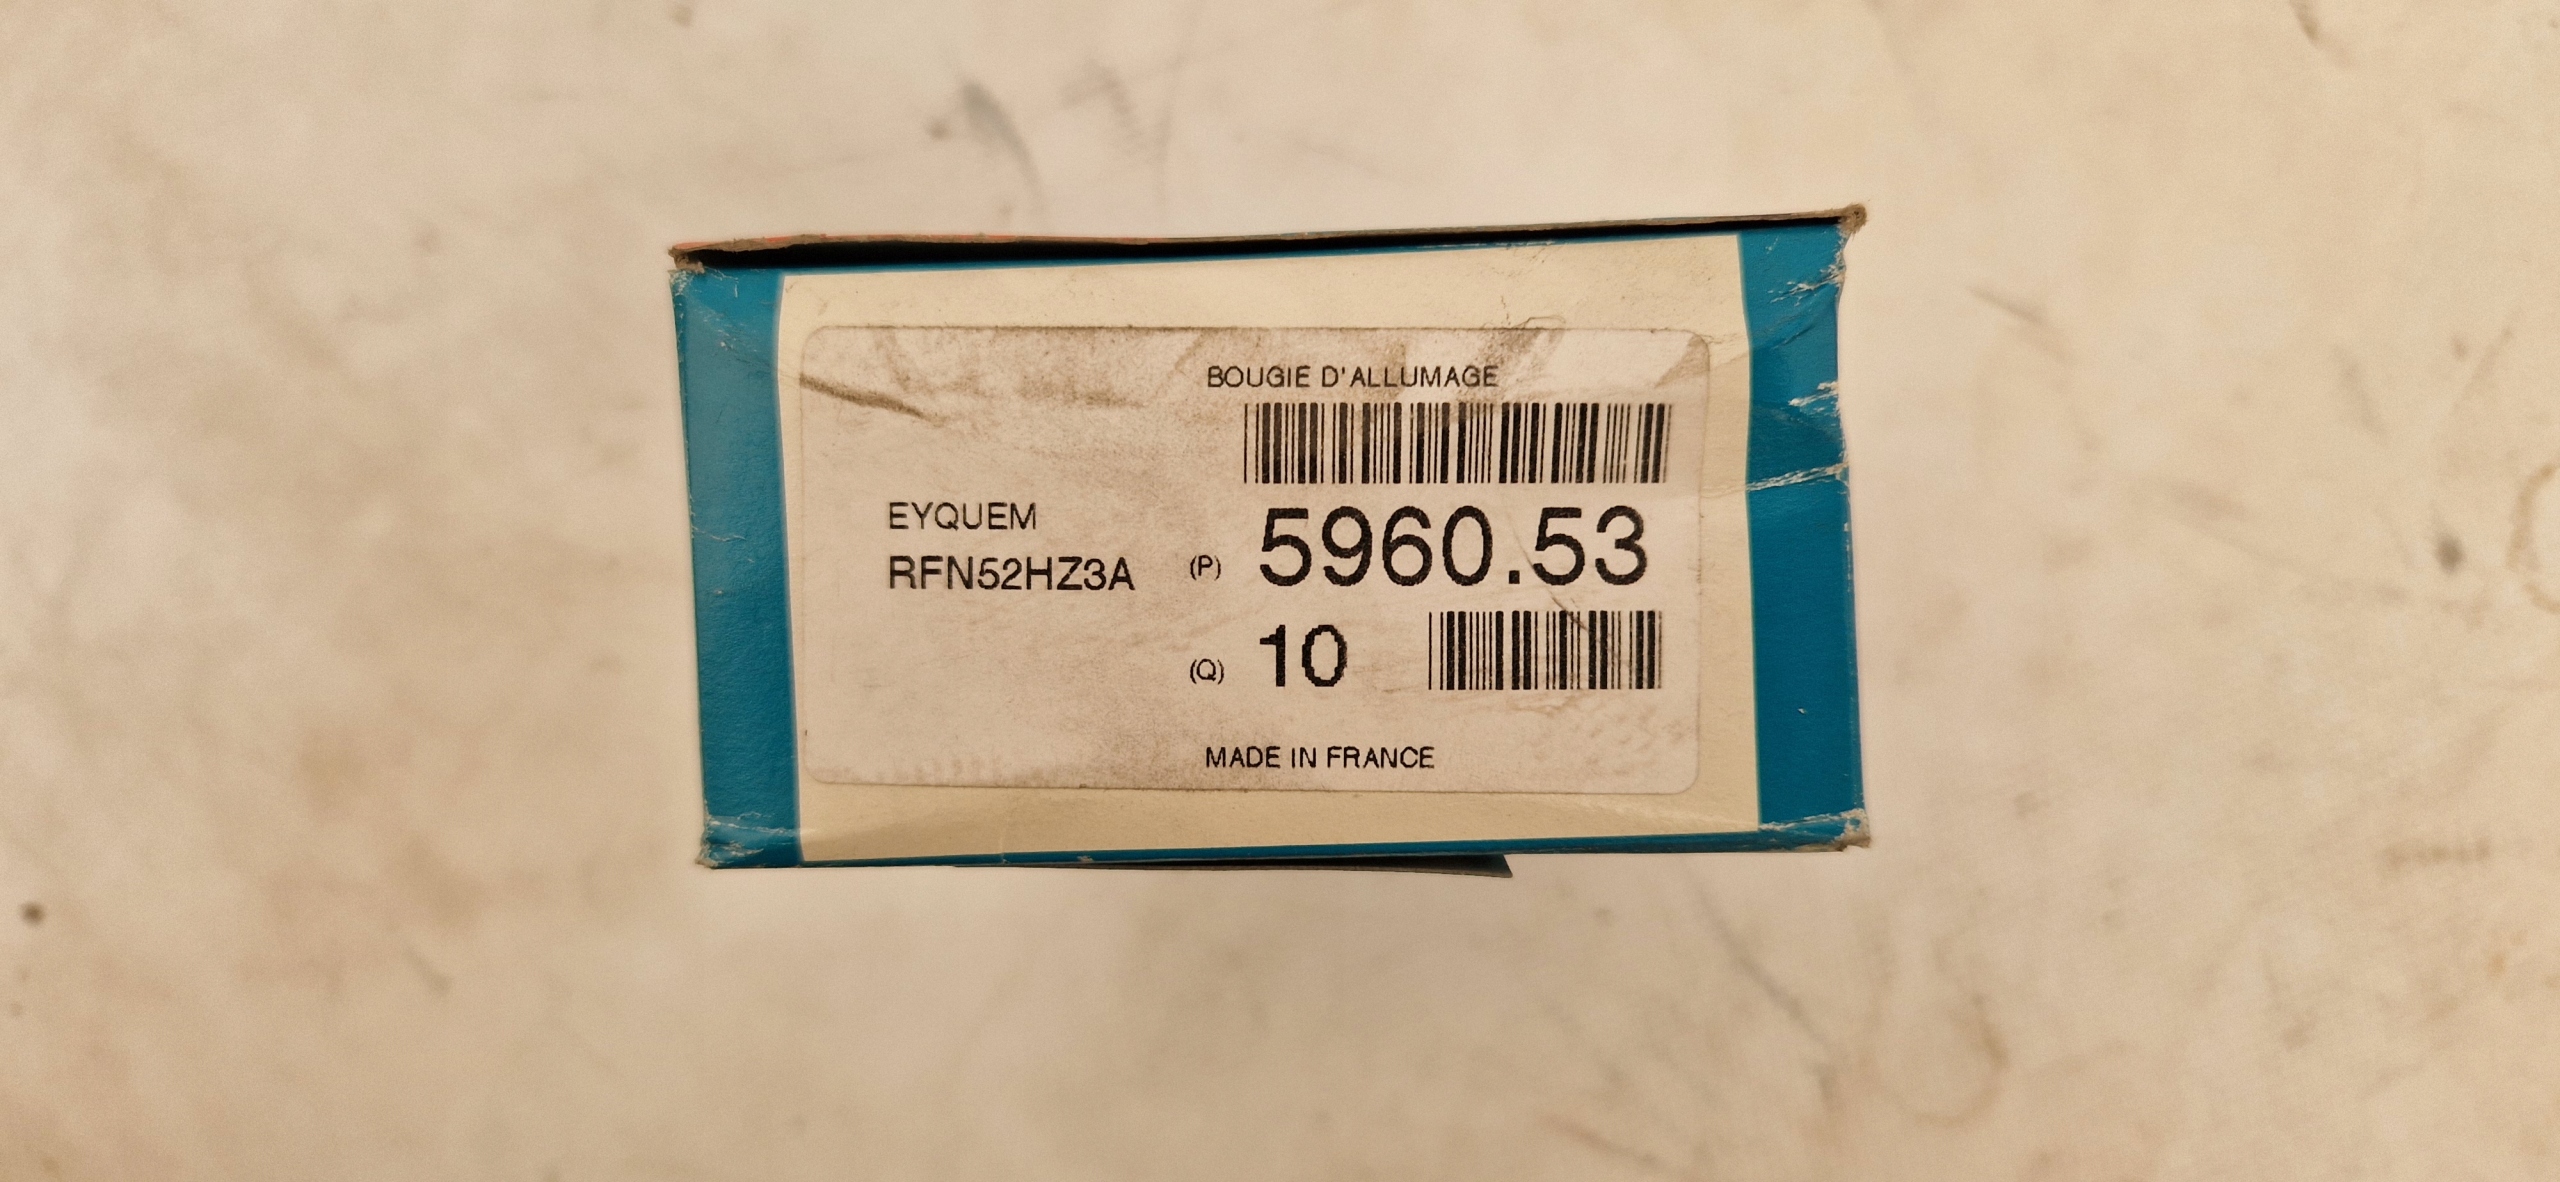 BOUGIE D'ALLUMAGE
EYQUEM
RFN52HZ3A
(P) 5960.53
(Q) 10
MADE IN FRANCE